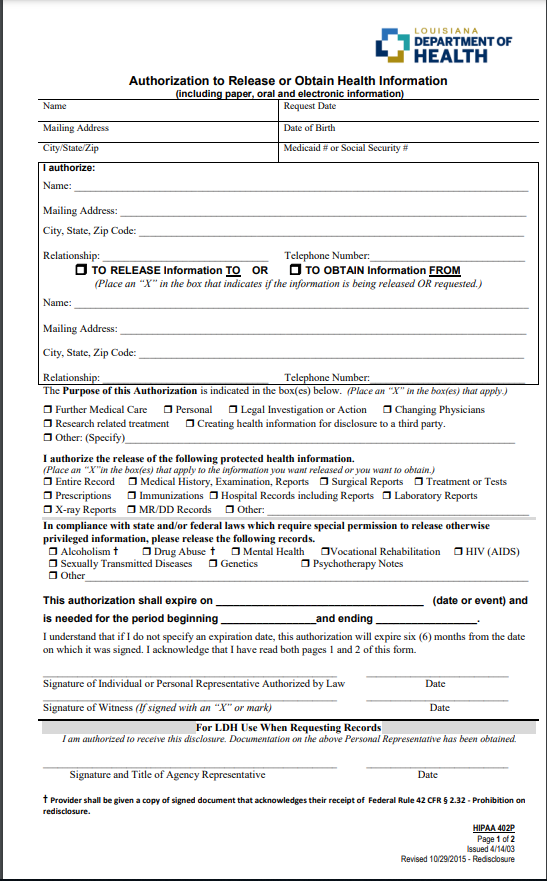 LOUISIANA
DEPARTMENT OF
HEALTH
Authorization to Release or Obtain Health Information
(including paper, oral and electronic information)
Name Request Date
Mailing Address Date of Birth
City/State/Zip Medicaid # or Social Security #
I authorize:
Name: ____
Mailing Address: ____
City, State, Zip Code: ____
Relationship: ____ Telephone Number: ____
☐ TO RELEASE Information TO OR ☐ TO OBTAIN Information FROM
(Place an “X” in the box that indicates if the information is being released OR requested.)
Name: ____
Mailing Address: ____
City, State, Zip Code: ____
Relationship: ____ Telephone Number: ____
The Purpose of this Authorization is indicated in the box(es) below. (Place an “X” in the box(es) that apply.)
☐ Further Medical Care ☐ Personal ☐ Legal Investigation or Action ☐ Changing Physicians
☐ Research related treatment ☐ Creating health information for disclosure to a third party.
☐ Other: (Specify)____
I authorize the release of the following protected health information.
(Place an “X”in the box(es) that apply to the information you want released or you want to obtain.)
☐ Entire Record ☐ Medical History, Examination, Reports ☐ Surgical Reports ☐ Treatment or Tests
☐ Prescriptions ☐ Immunizations ☐ Hospital Records including Reports ☐ Laboratory Reports
☐ X-ray Reports ☐ MR/DD Records ☐ Other: ____
In compliance with state and/or federal laws which require special permission to release otherwise
privileged information, please release the following records.
☐ Alcoholism † ☐ Drug Abuse † ☐ Mental Health ☐Vocational Rehabilitation ☐ HIV (AIDS)
☐ Sexually Transmitted Diseases ☐ Genetics ☐ Psychotherapy Notes
☐ Other____
This authorization shall expire on ____ (date or event) and
is needed for the period beginning ____and ending ____.
I understand that if I do not specify an expiration date, this authorization will expire six (6) months from the date
on which it was signed. I acknowledge that I have read both pages 1 and 2 of this form.
Signature of Individual or Personal Representative Authorized by Law Date
Signature of Witness (If signed with an “X” or mark) Date
For LDH Use When Requesting Records
I am authorized to receive this disclosure. Documentation on the above Personal Representative has been obtained.
Signature and Title of Agency Representative Date
† Provider shall be given a copy of signed document that acknowledges their receipt of Federal Rule 42 CFR § 2.32 - Prohibition on
redisclosure.
HIPAA 402P
Page 1 of 2
Issued 4/14/03
Revised 10/29/2015 - Redisclosure